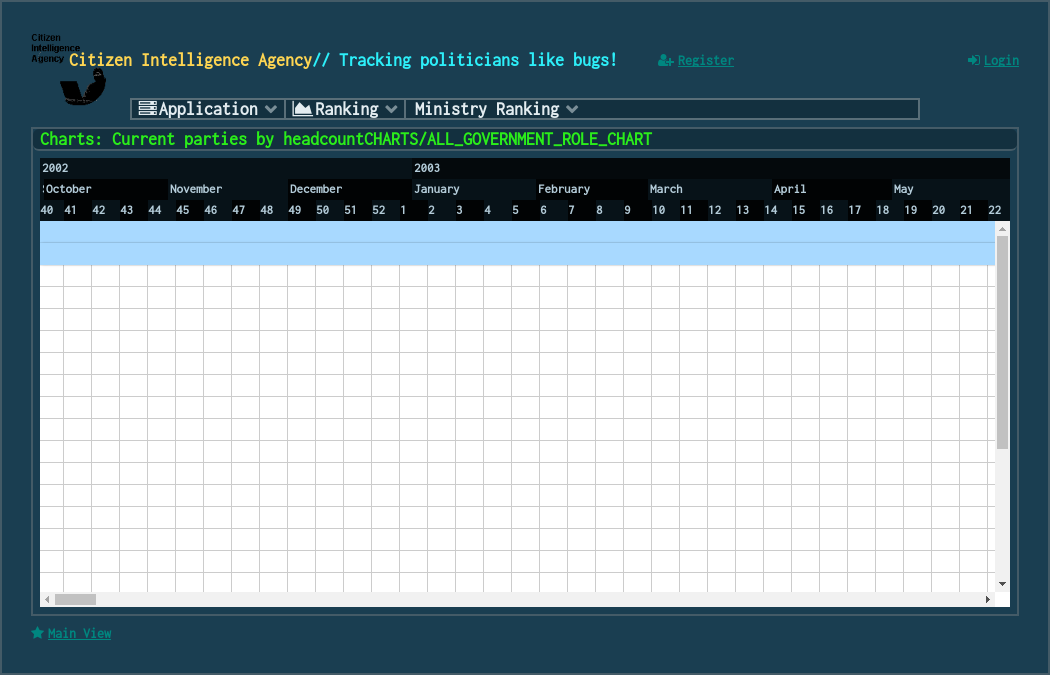 Citizen
Intelligence
Agency
Citizen Intelligence Agency// Tracking politicians like bugs!
Register
Login
Application
Ranking
Ministry Ranking
Charts: Current parties by headcountCHARTS/ALL_GOVERNMENT_ROLE_CHART
2002 2003
October November December January February March April May
40 41 42 43 44 45 46 47 48 49 50 51 52 1 2 3 4 5 6 7 8 9 10 11 12 13 14 15 16 17 18 19 20 21 22
Main View